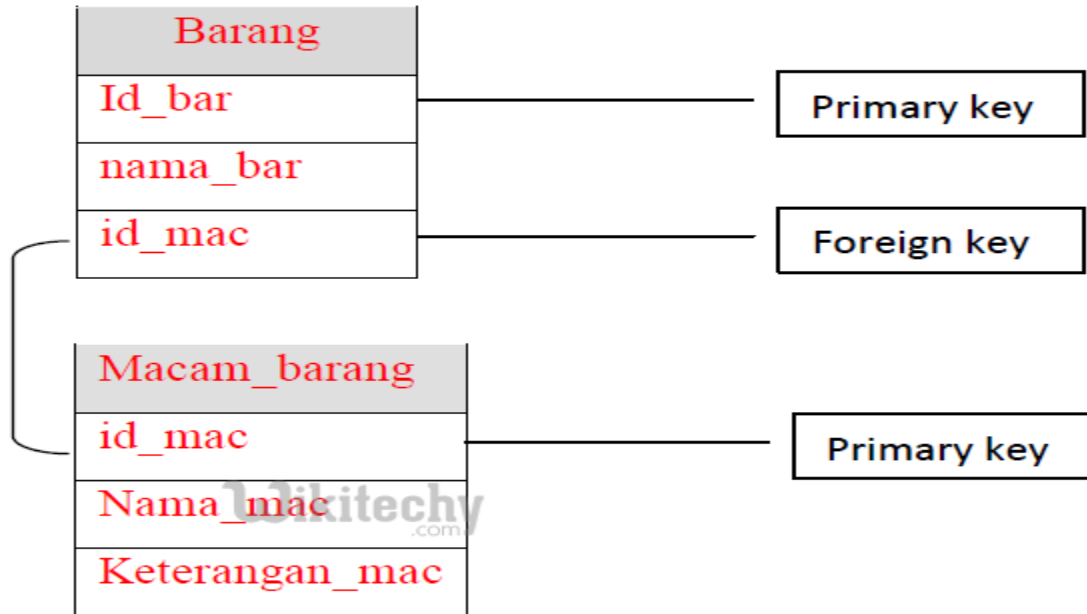 Barang
Id_bar
Primary key
nama_bar
id_mac
Foreign key
Macam_barang
id_mac
Primary key
Nama_mac
Wikitechy
.com
Keterangan_mac